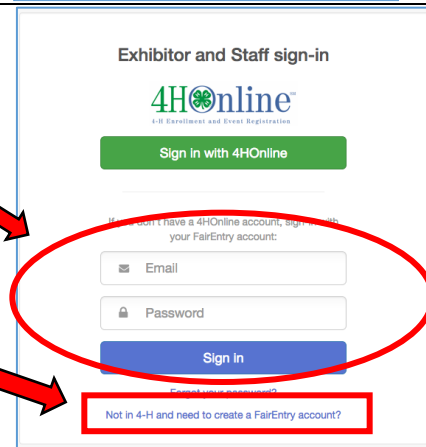 Exhibitor and Staff sign-in
4HOnline
4-H Enrollment and Event Registration
Sign in with 4HOnline
If you don't have a 4HOnline account, sign-in with
your FairEntry account:
Email
Password
Sign in
Forgot your password?
Not in 4-H and need to create a FairEntry account?